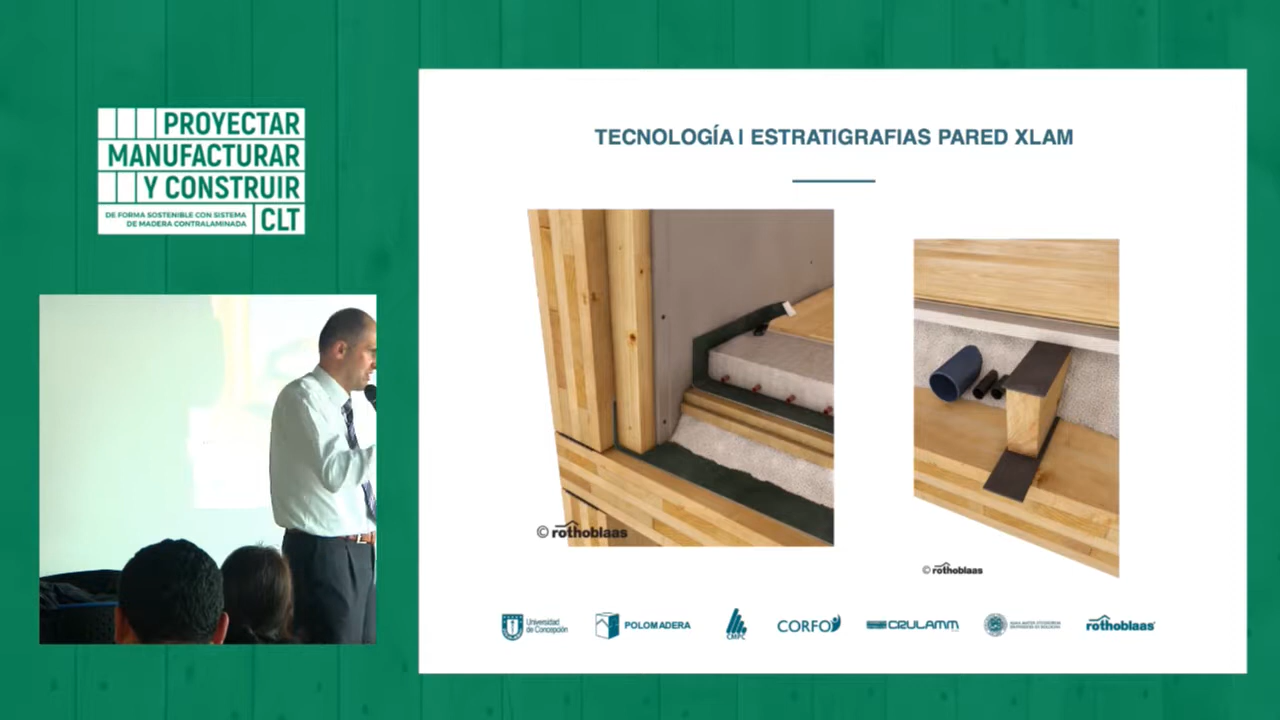 PROYECTAR
MANUFACTURAR
Y CONSTRUIR
DE FORMA SOSTENIBLE CON SISTEMA
DE MADERA CONTRALAMINADA
CLT
TECNOLOGÍA I ESTRATIGRAFIAS PARED XLAM
© rothoblaas
© rothoblaas
Universidad
de Concepción
POLOMADERA
CMPC
CORFO
CRULAMM
rothoblaas